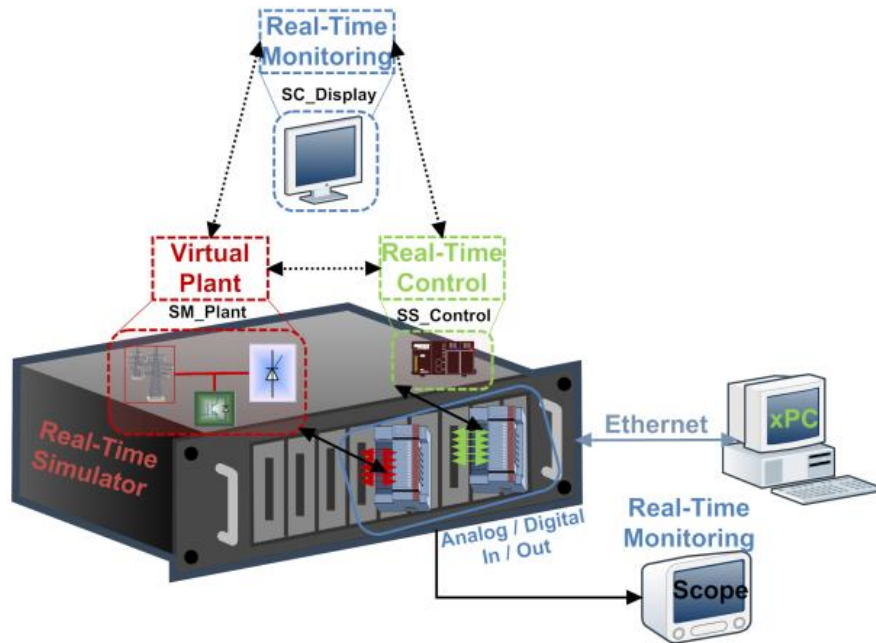 Real-Time
Monitoring
SC_Display
Virtual
Plant
Real-Time
Control
SM_Plant
SS_Control
Real-Time
Simulator
Ethernet
xPC
Analog / Digital
In / Out
Real-Time
Monitoring
Scope